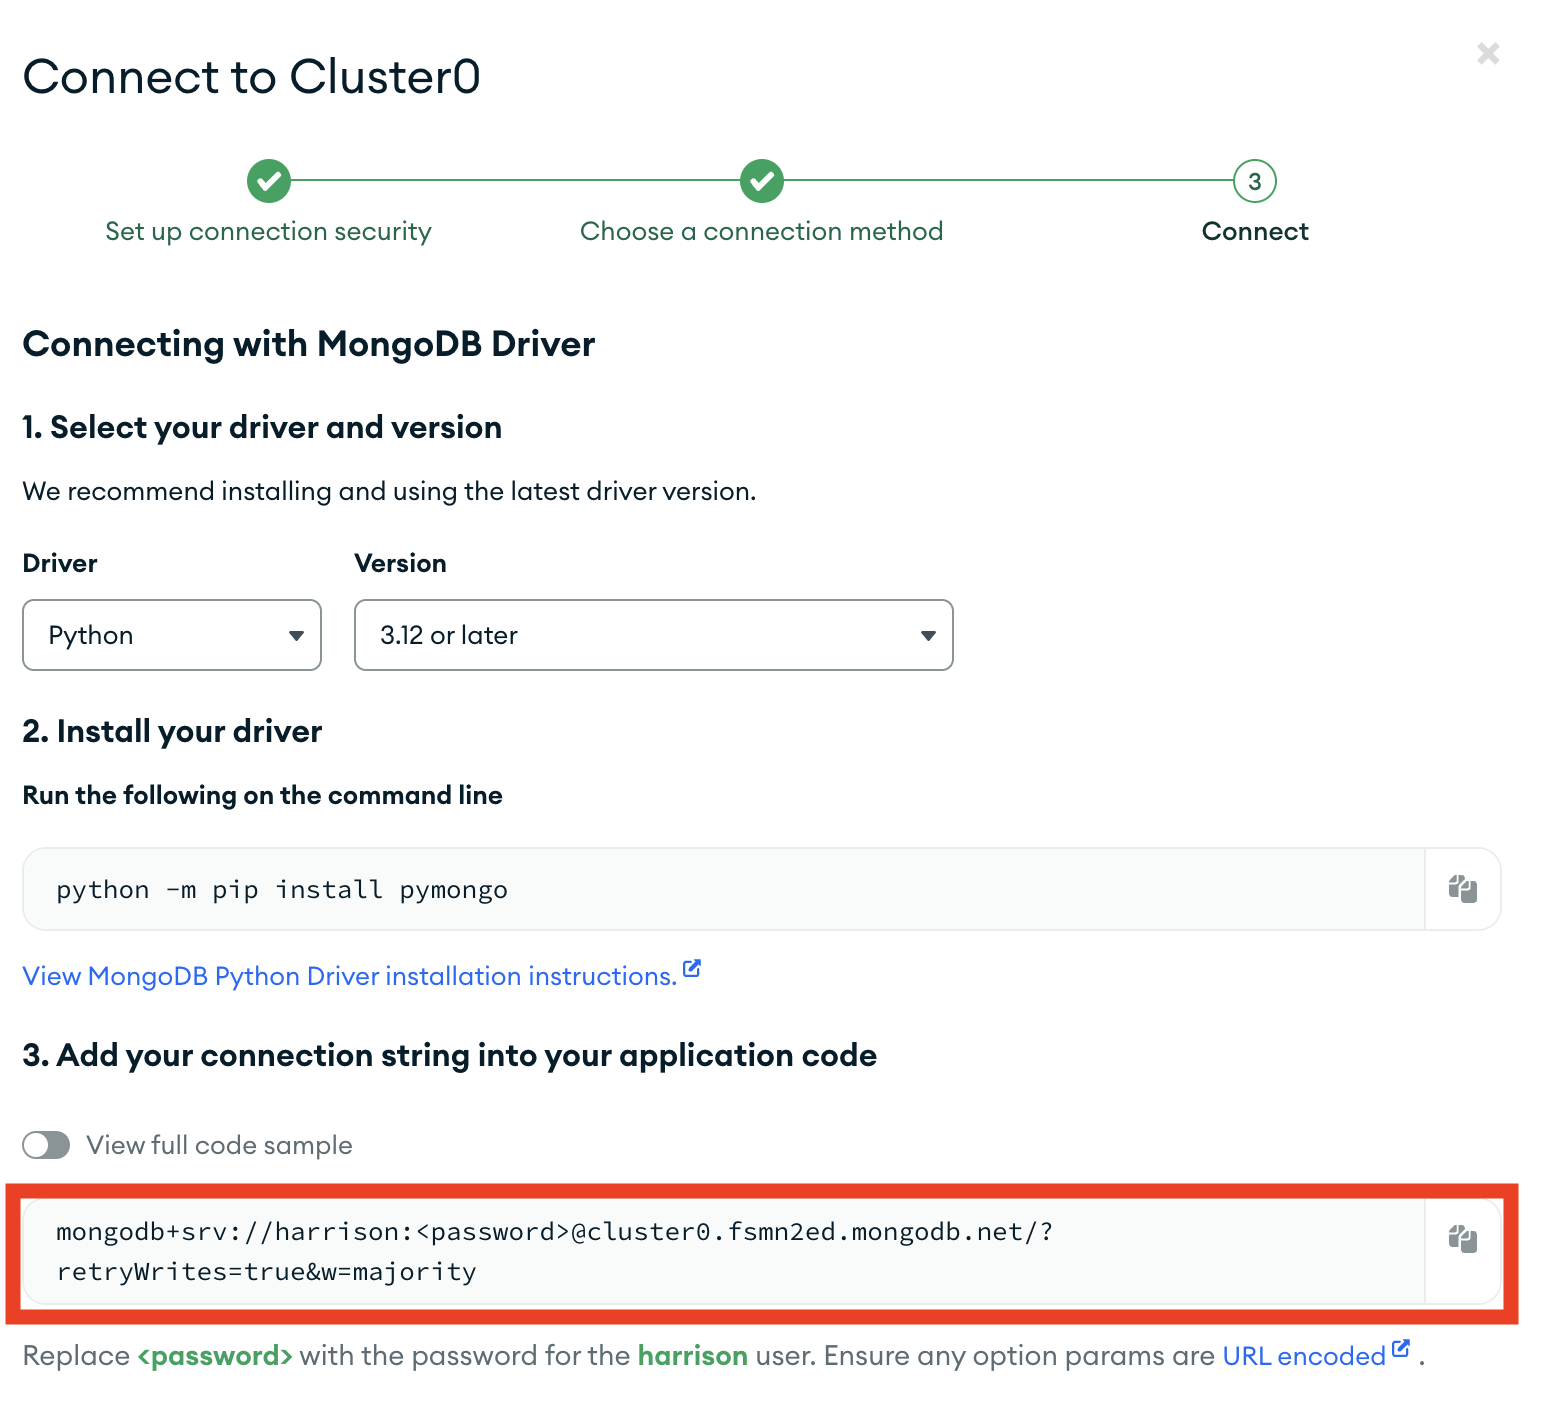 Connect to Cluster0
3
Set up connection security
Choose a connection method
Connect
Connecting with MongoDB Driver
1. Select your driver and version
We recommend installing and using the latest driver version.
Driver
Version
Python
3.12 or later
2. Install your driver
Run the following on the command line
python -m pip install pymongo
View MongoDB Python Driver installation instructions.
3. Add your connection string into your application code
View full code sample
mongodb+srv://harrison:<password>@cluster0.fsmn2ed.mongodb.net/?
retryWrites=true&w=majority
Replace <password> with the password for the harrison user. Ensure any option params are URL encoded .